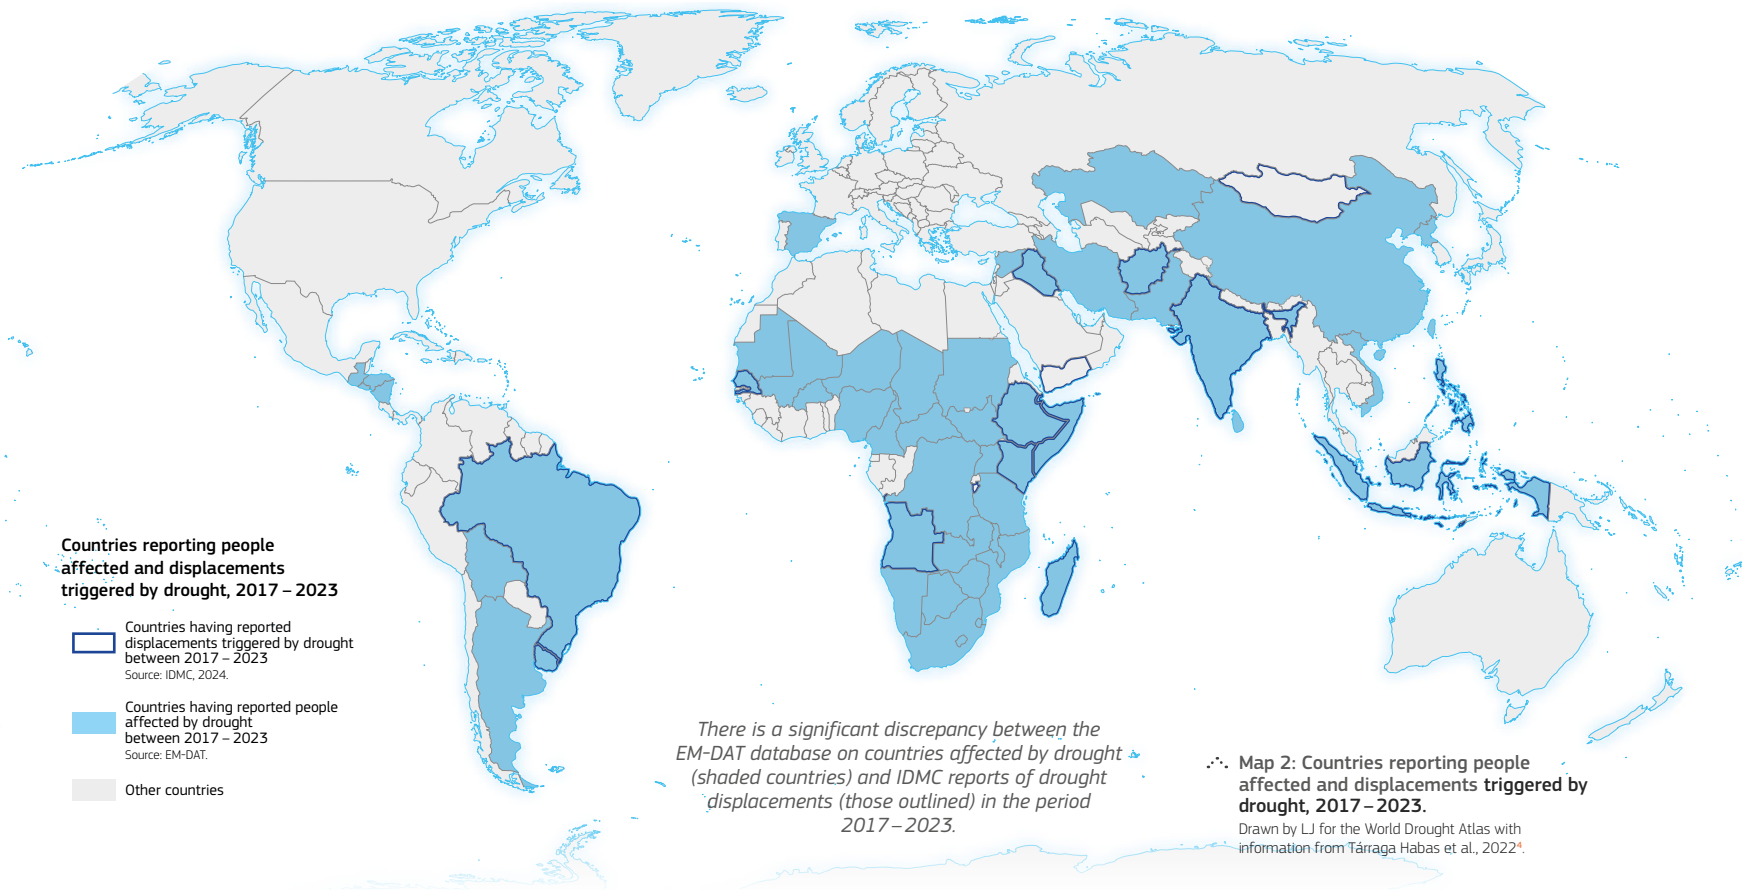 Countries reporting people
affected and displacements
triggered by drought, 2017 – 2023
Countries having reported
displacements triggered by drought
between 2017 – 2023
Source: IDMC, 2024.
Countries having reported people
affected by drought
between 2017 – 2023
Source: EM-DAT.
Other countries
There is a significant discrepancy between the
EM-DAT database on countries affected by drought
(shaded countries) and IDMC reports of drought
displacements (those outlined) in the period
2017 – 2023.
Map 2: Countries reporting people
affected and displacements triggered by
drought, 2017 – 2023.
Drawn by LJ for the World Drought Atlas with
information from Tárraga Habas et al., 2022⁴.